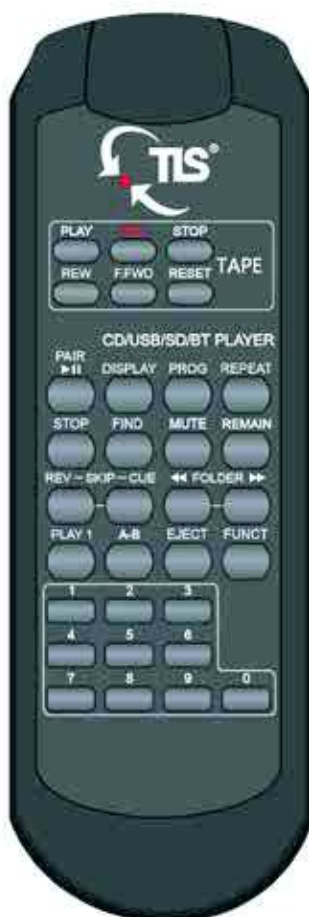 TLS®
PLAY STOP
TAPE
REW F.FWD RESET
CD/USB/SD/BT PLAYER
PAIR
►II DISPLAY PROG REPEAT
STOP FIND MUTE REMAIN
REV – SKIP – CUE ◄◄ FOLDER ►►
PLAY 1 A-B EJECT FUNCT
1 2 3
4 5 6
7 8 9 0